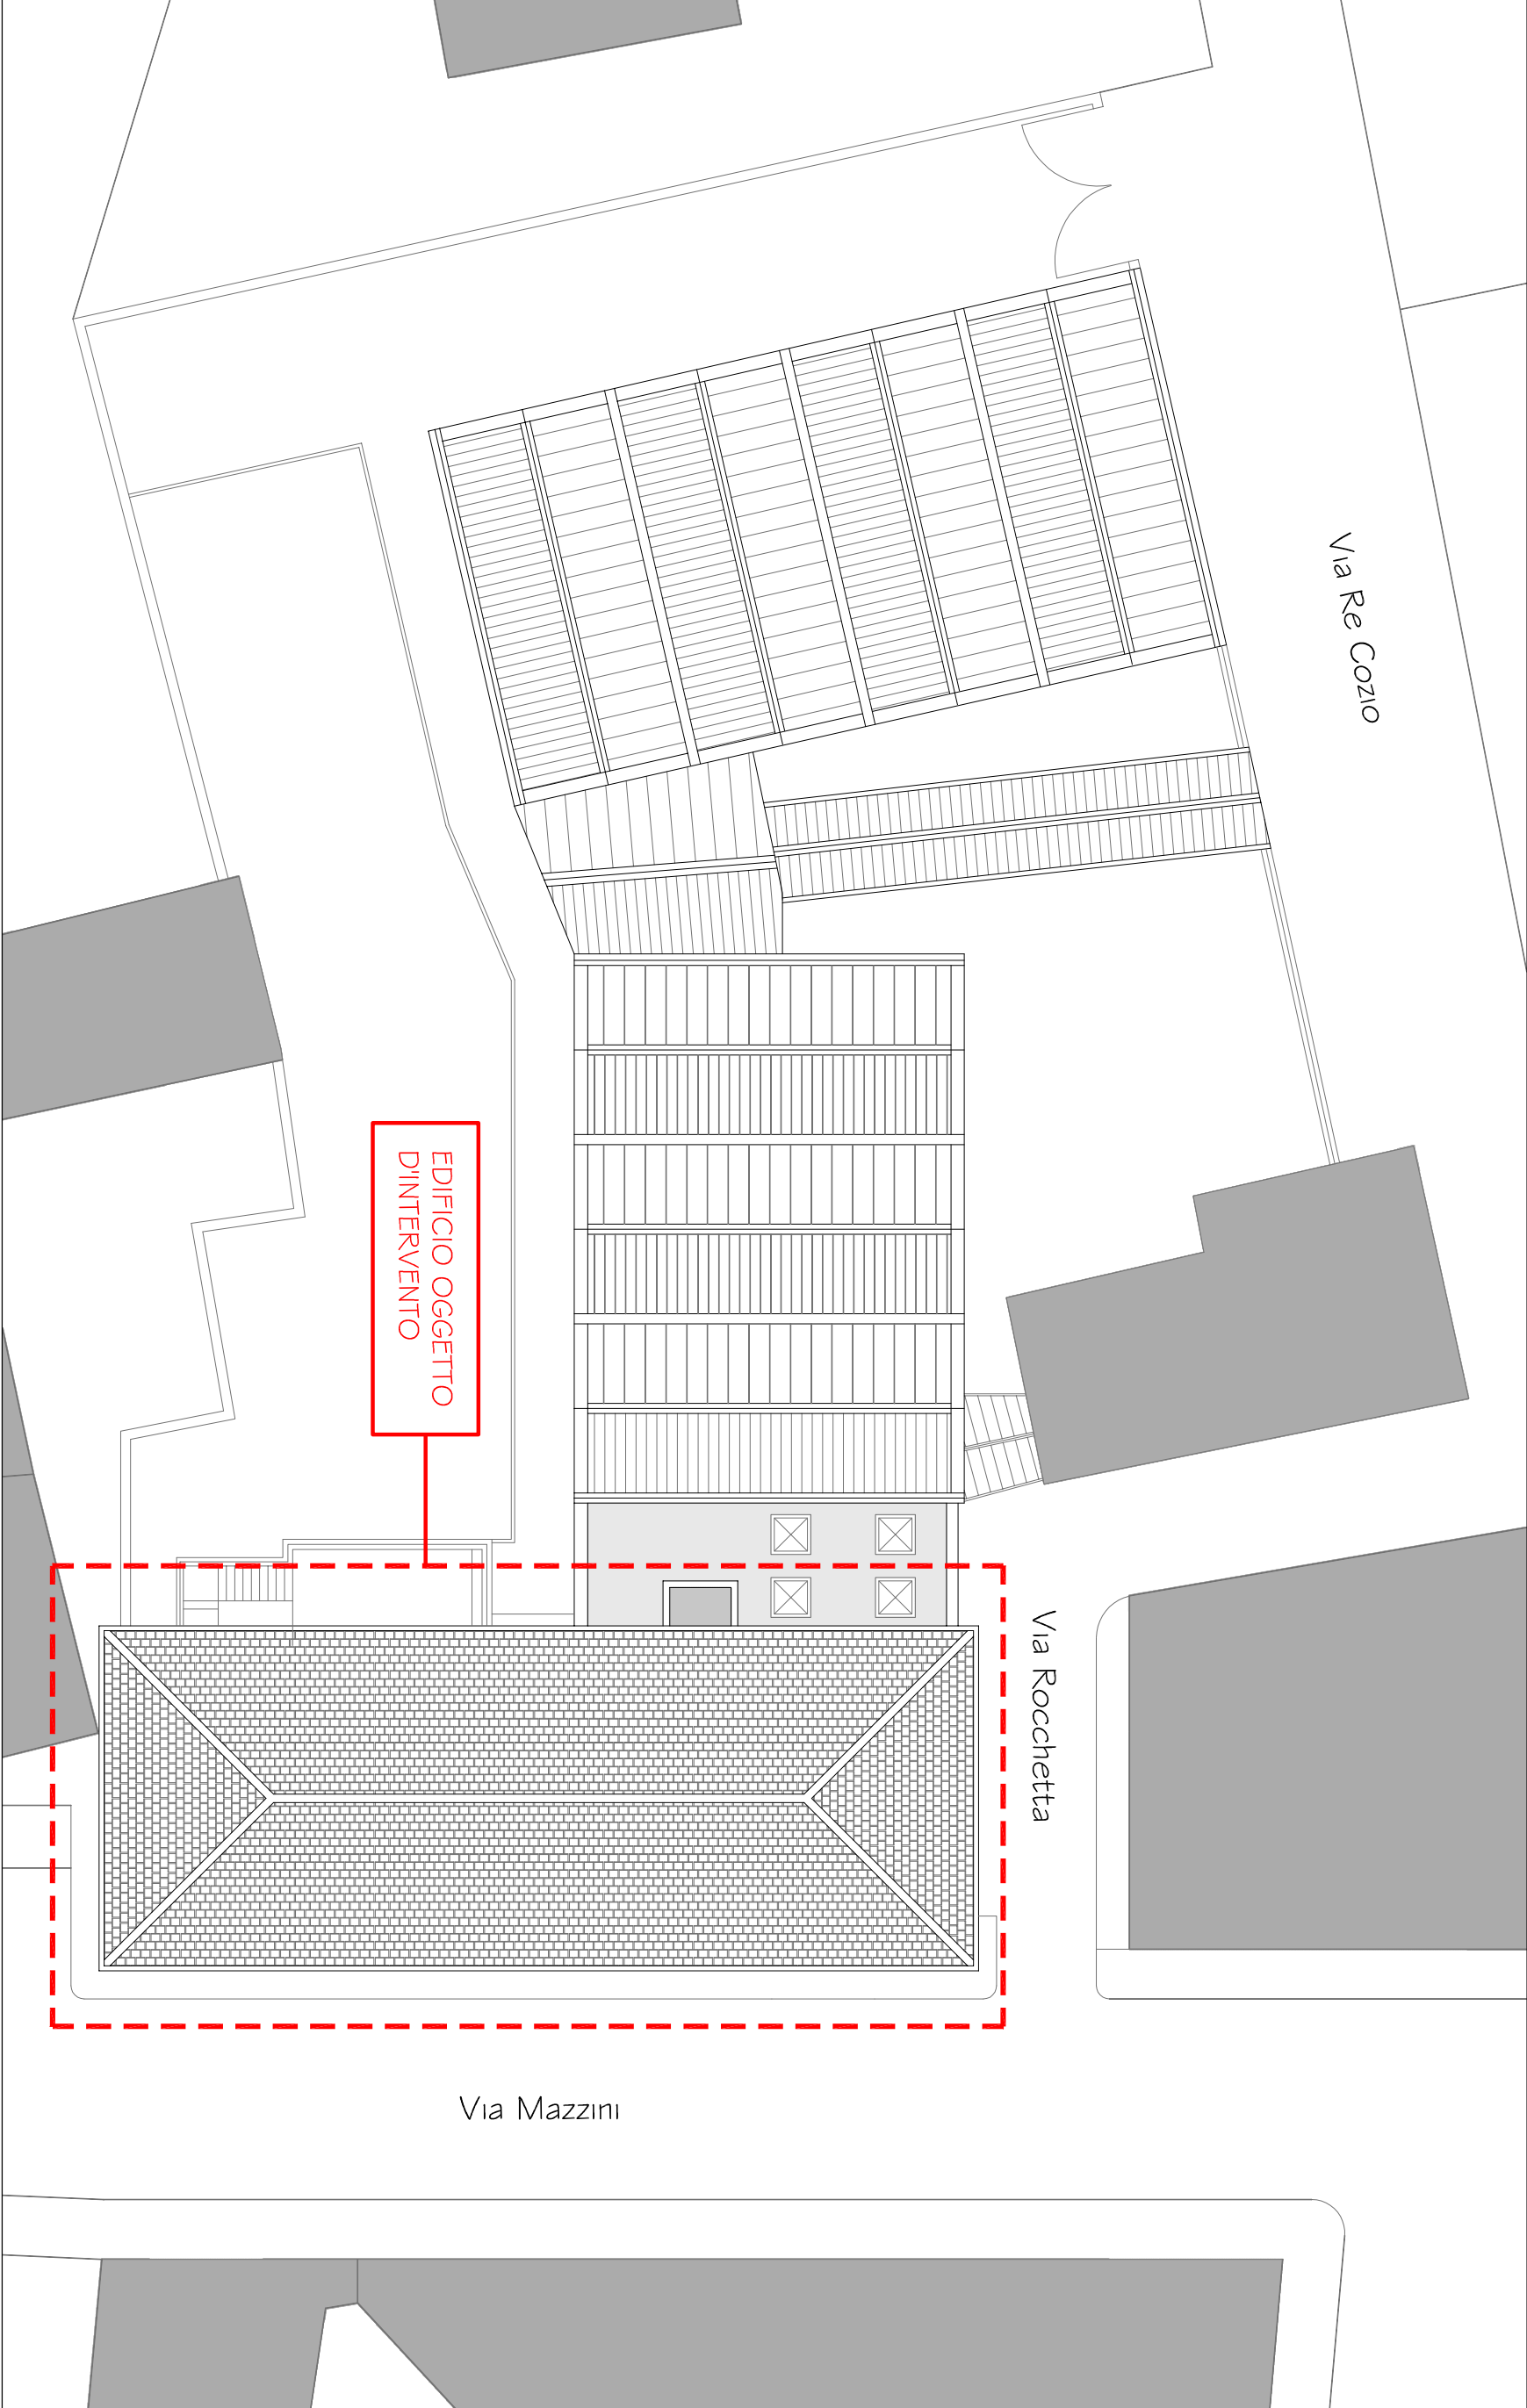 Via Re Cozio
EDIFICIO OGGETTO
D'INTERVENTO
Via Rocchetta
Via Mazzini